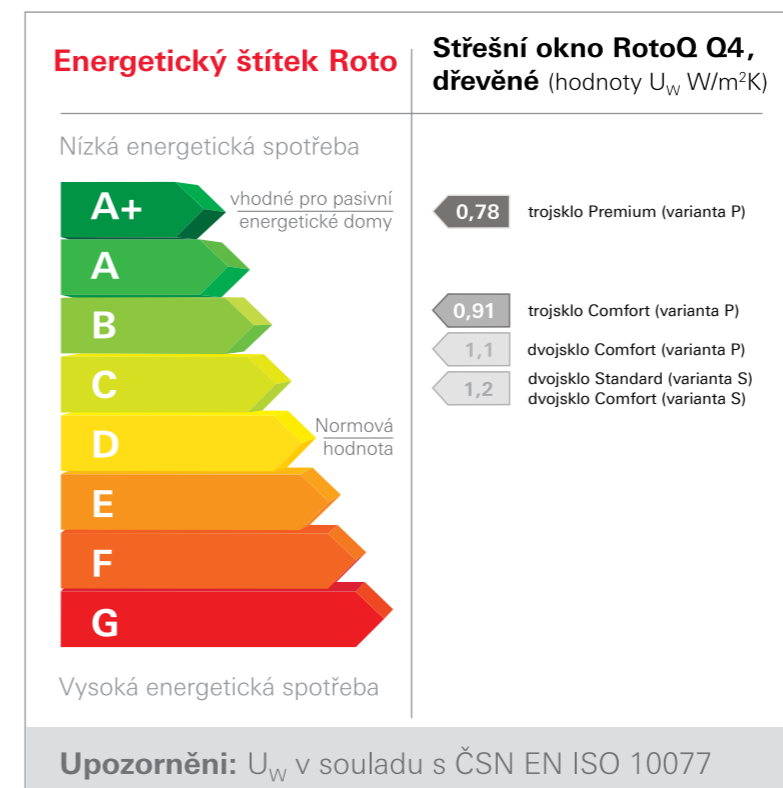 Energetický štítek Roto
Střešní okno RotoQ Q4,
dřevěné (hodnoty U_W W/m²K)
Nízká energetická spotřeba
A+
vhodné pro pasivní
energetické domy
0,78 trojsklo Premium (varianta P)
A
B
0,91 trojsklo Comfort (varianta P)
1,1 dvojsklo Comfort (varianta P)
C
1,2 dvojsklo Standard (varianta S)
dvojsklo Comfort (varianta S)
D
Normová
hodnota
E
F
G
Vysoká energetická spotřeba
Upozorněni: U_W v souladu s ČSN EN ISO 10077